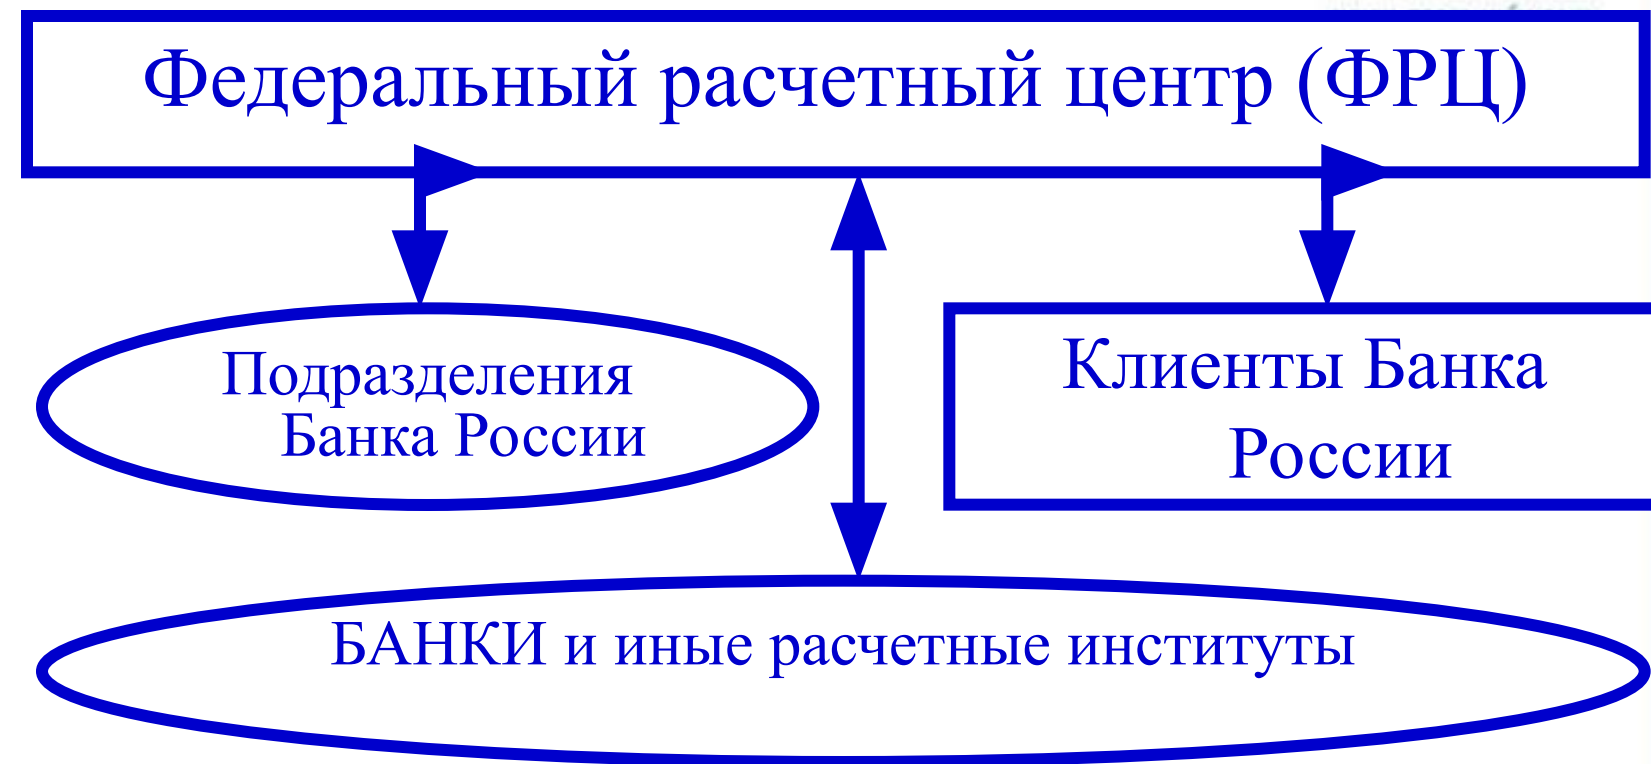 Федеральный расчетный центр (ФРЦ)
Подразделения
Банка России
Клиенты Банка
России
БАНКИ и иные расчетные институты